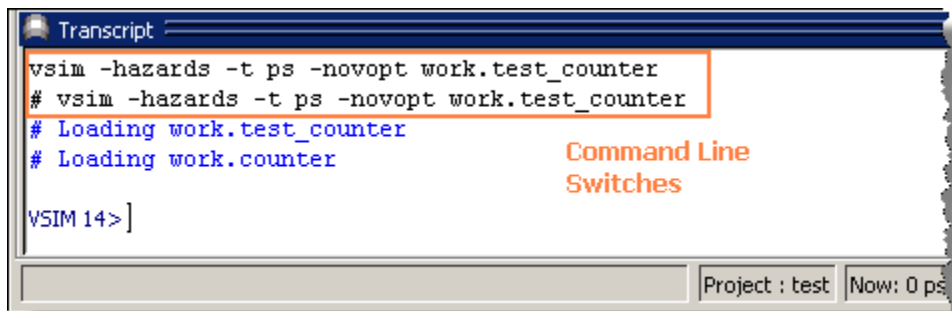 Transcript
vsim -hazards -t ps -novopt work.test_counter
# vsim -hazards -t ps -novopt work.test_counter
# Loading work.test_counter
# Loading work.counter
Command Line
Switches
VSIM 14>
Project : test
Now: 0 ps